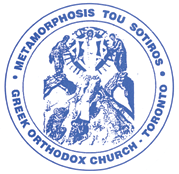 METAMORPHOSIS TOU SOTIROS
GREEK ORTHODOX CHURCH - TORONTO